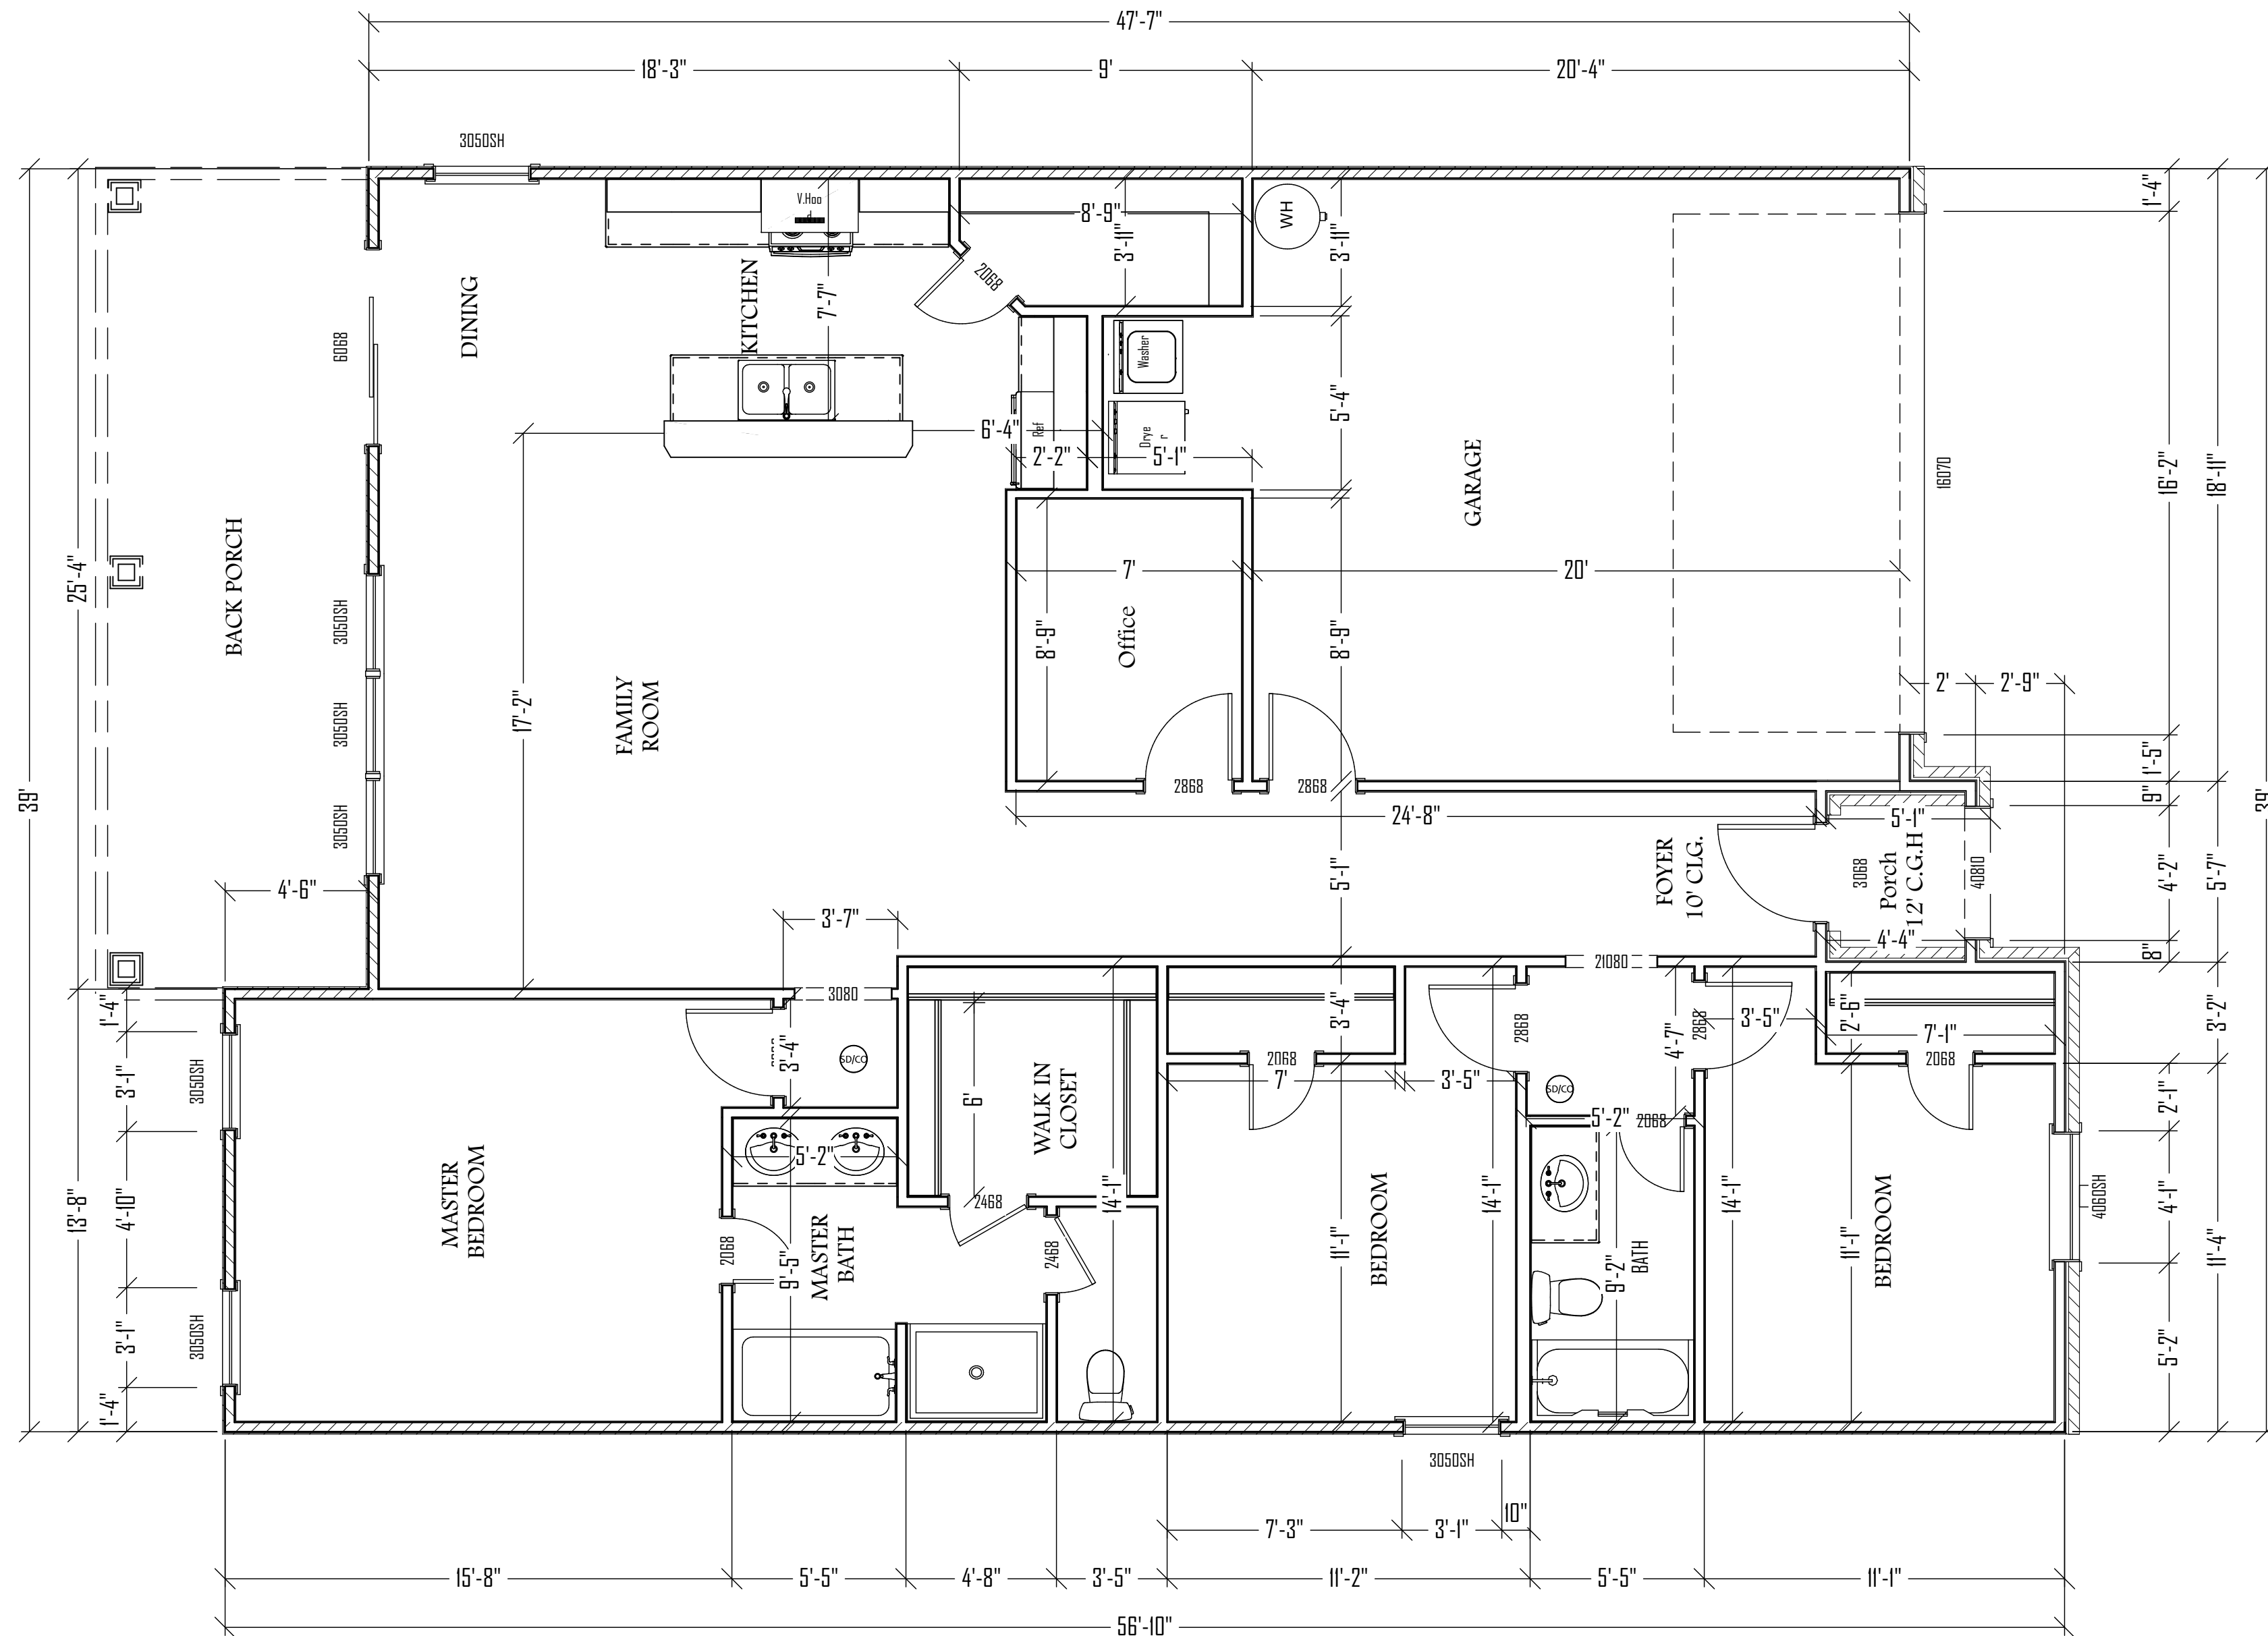 47'-7"
18'-3"
9'
20'-4"
3050SH
V.Hoo
d
8'-9"
3'-11"
WH
3'-11"
1'-4"
2068
DINING
KITCHEN
7'-7"
6068
Washer
5'-4"
Drye
r
Ref
6'-4"
2'-2"
5'-1"
GARAGE
16070
16'-2"
18'-11"
BACK PORCH
25'-4"
39'
39'
3050SH
3050SH
3050SH
17'-2"
FAMILY
ROOM
7'
8'-9"
Office
8'-9"
20'
2'
2'-9"
1'-5"
9"
2868
2868
24'-8"
5'-1"
5'-1"
FOYER
10' CLG.
3068
Porch
12' C.G.H
40810
4'-2"
5'-7"
4'-4"
8"
4'-6"
3'-7"
3080
21080
1'-4"
3'-1"
3050SH
4'-10"
13'-8"
3'-1"
3050SH
1'-4"
MASTER
BEDROOM
3'-4"
SD/CO
6'
WALK IN
CLOSET
14'-1"
3'-4"
2068
7'
3'-5"
2868
SD/CO
4'-7"
2868
3'-5"
2'-6"
7'-1"
2068
3'-2"
2'-1"
5'-2"
2068
5'-2"
2068
9'-5"
MASTER
BATH
2468
2468
11'-1"
BEDROOM
14'-1"
9'-2"
BATH
14'-1"
11'-1"
BEDROOM
4060SH
4'-1"
11'-4"
5'-2"
3050SH
7'-3"
3'-1"
10"
15'-8"
5'-5"
4'-8"
3'-5"
11'-2"
5'-5"
11'-1"
56'-10"